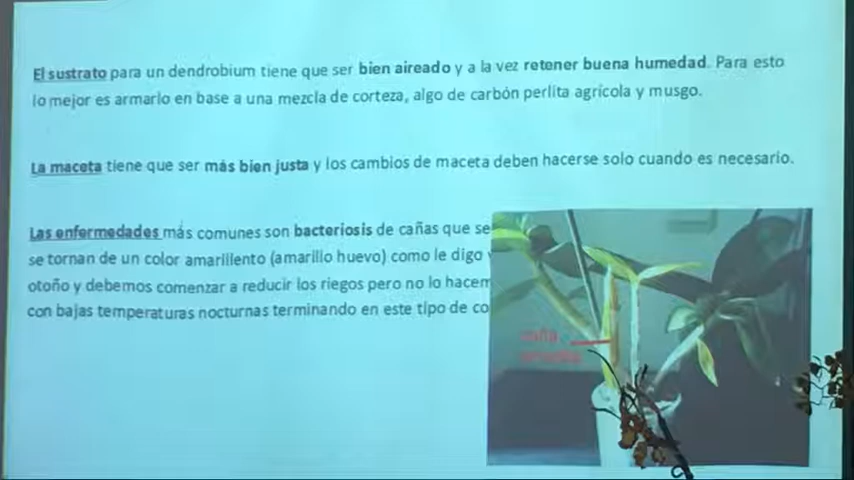 El sustrato para un dendrobium tiene que ser bien aireado y a la vez retener buena humedad. Para esto
lo mejor es armarlo en base a una mezcla de corteza, algo de carbón perlita agrícola y musgo.
La maceta tiene que ser más bien justa y los cambios de maceta deben hacerse solo cuando es necesario.
Las enfermedades más comunes son bacteriosis de cañas que se
se tornan de un color amarillento (amarillo huevo) como le digo
otoño y debemos comenzar a reducir los riegos pero no lo hacem
con bajas temperaturas nocturnas terminando en este tipo de co